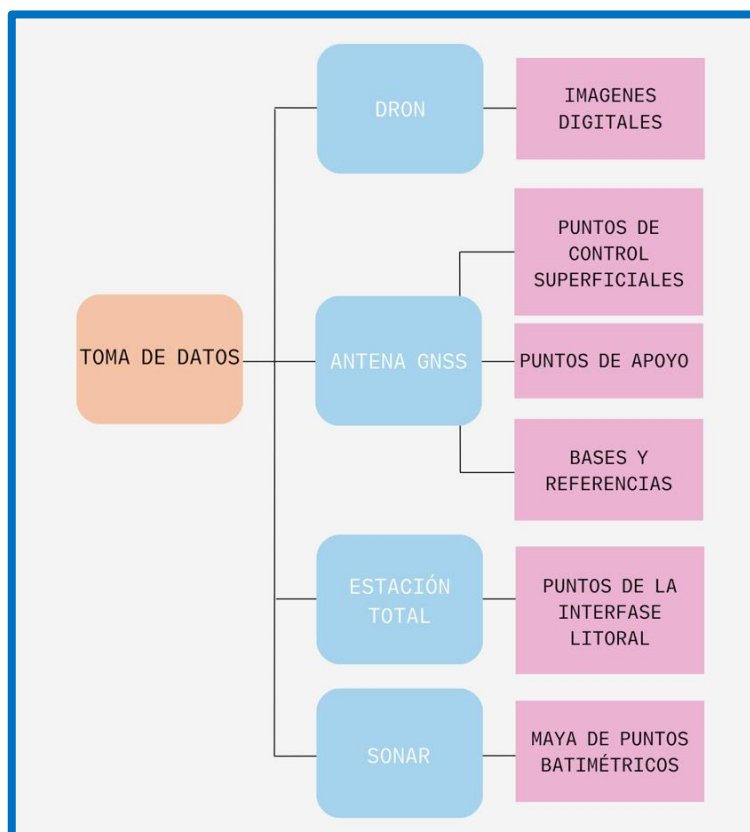 DRON
IMAGENES
DIGITALES
PUNTOS DE
CONTROL
SUPERFICIALES
TOMA DE DATOS
ANTENA GNSS
PUNTOS DE APOYO
BASES Y
REFERENCIAS
ESTACIÓN
TOTAL
PUNTOS DE LA
INTERFASE
LITORAL
SONAR
MAYA DE PUNTOS
BATIMÉTRICOS